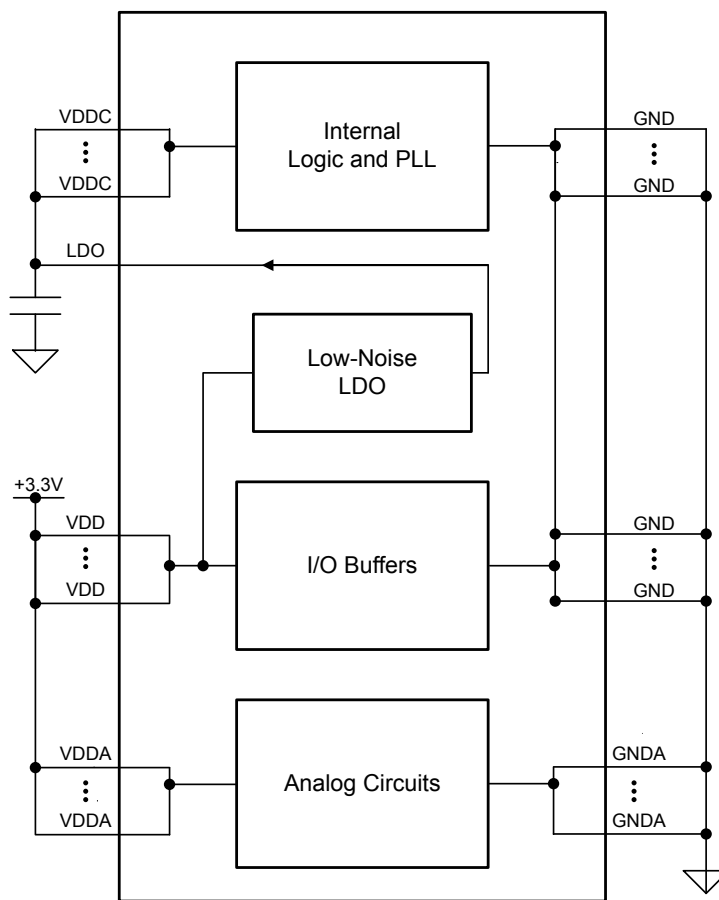 VDDC
VDDC
LDO
Internal
Logic and PLL
GND
GND
Low-Noise
LDO
+3.3V
VDD
VDD
I/O Buffers
GND
GND
VDDA
VDDA
Analog Circuits
GNDA
GNDA